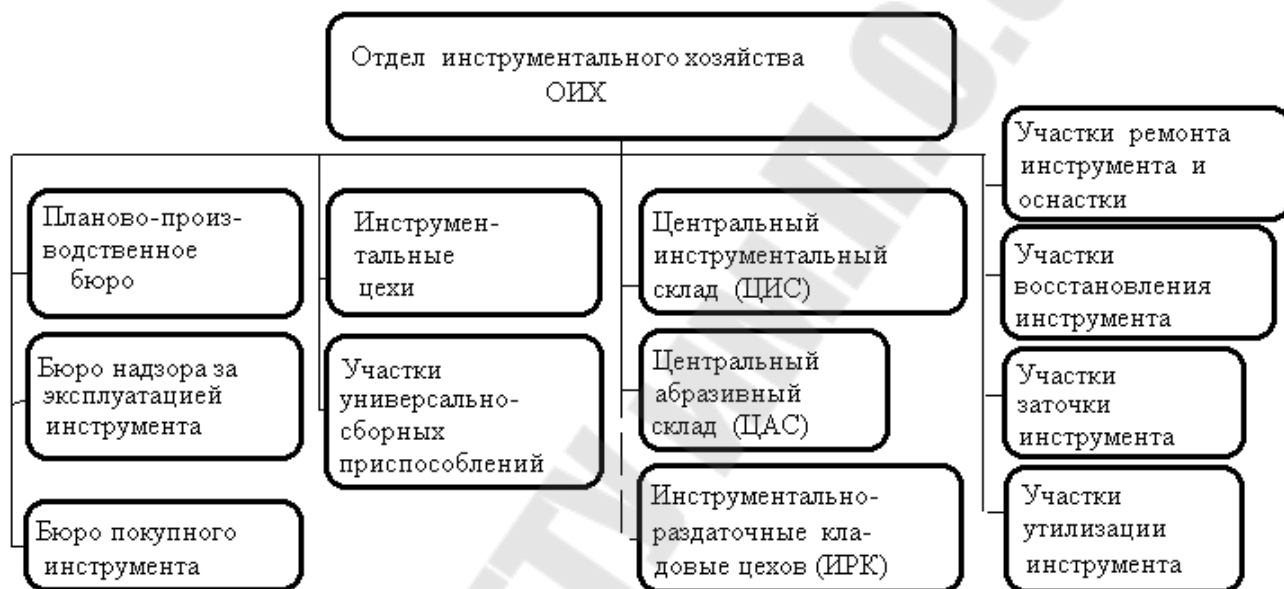 Отдел инструментального хозяйства
ОИХ
Планово-произ-
водственное
бюро
Бюро надзора за
эксплуатацией
инструмента
Бюро покупного
инструмента
Инструмен-
тальные
цехи
Участки
универсально-
сборных
приспособлений
Центральный
инструментальный
склад (ЦИС)
Центральный
абразивный
склад (ЦАС)
Инструментально-
раздаточные кла-
довые цехов (ИРК)
Участки ремонта
инструмента и
оснастки
Участки
восстановления
инструмента
Участки
заточки
инструмента
Участки
утилизации
инструмента